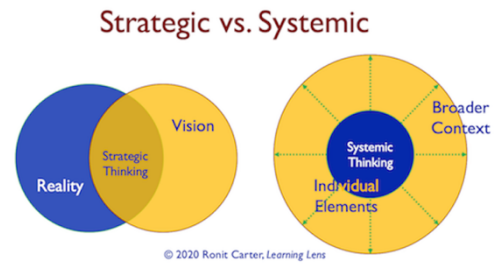 Strategic vs. Systemic
Reality
Strategic
Thinking
Vision
Systemic
Thinking
Broader
Context
Individual
Elements
© 2020 Ronit Carter, Learning Lens